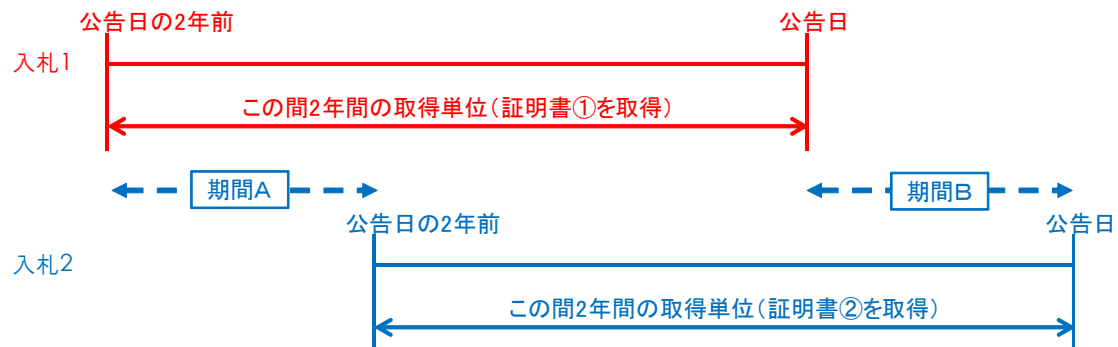 公告日の2年前
公告日
入札1
この間2年間の取得単位（証明書①を取得）
期間A
期間B
公告日の2年前
公告日
入札2
この間2年間の取得単位（証明書②を取得）